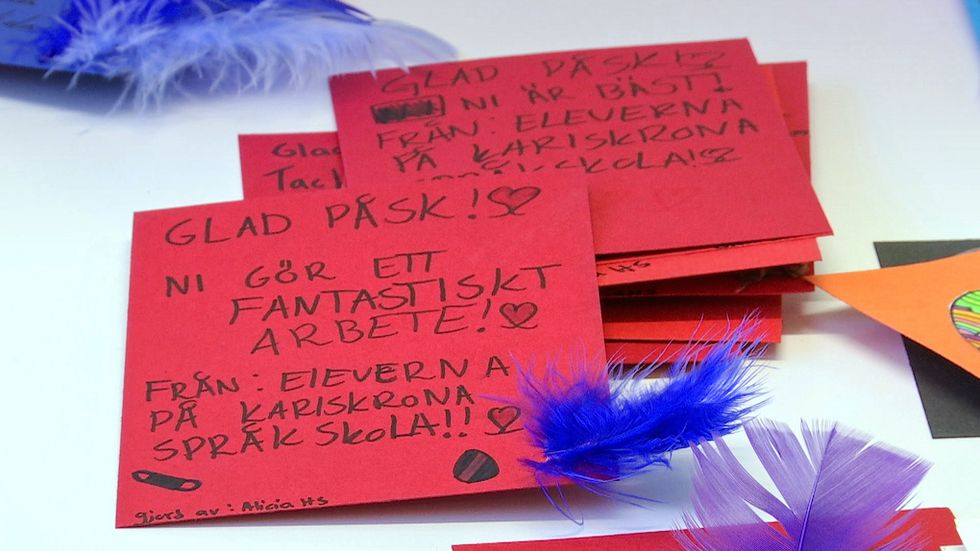 GLAD PÅSK!
NI GÖR ETT
FANTASTISKT
ARBETE!
FRÅN: ElEVERNA
PÅ KARlSKRONA
SPRÅKSKOLA!!
gjord av: Alicia HS
GLAD PÅSK!
NI ÄR BÄST!
FRÅN: ELEVERNA
PÅ KARlSKRONA
Glad
Tack
HS